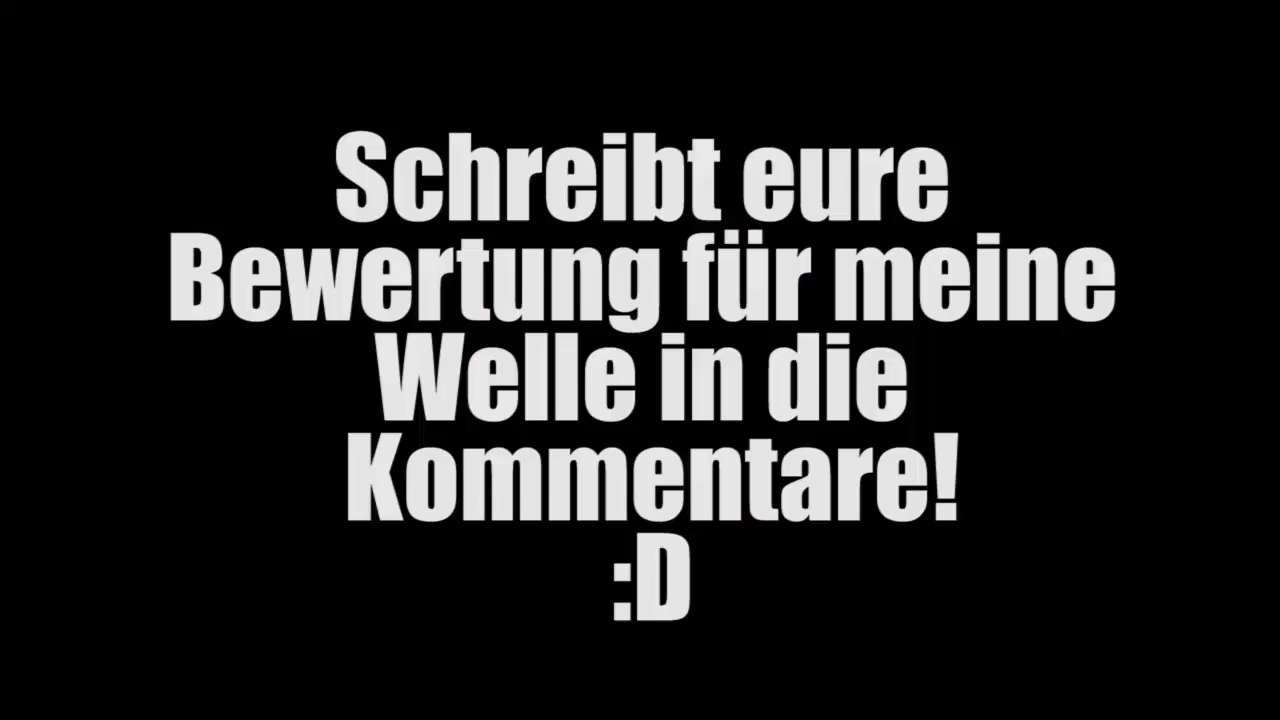 Schreibt eure
Bewertung für meine
Welle in die
Kommentare!
:D